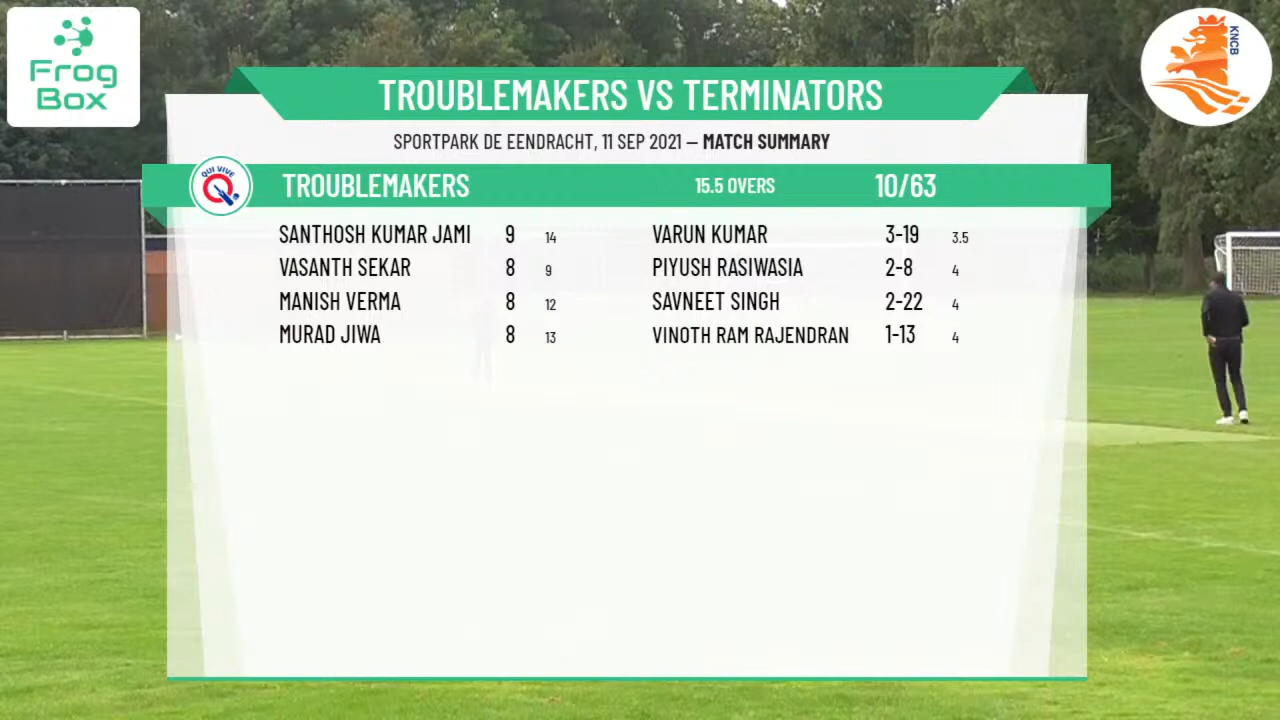 Frog
Box
KNCB
TROUBLEMAKERS VS TERMINATORS
SPORTPARK DE EENDRACHT, 11 SEP 2021 – MATCH SUMMARY
QUI VIVE
TROUBLEMAKERS 15.5 OVERS 10/63
SANTHOSH KUMAR JAMI 9 14 VARUN KUMAR 3-19 3.5
VASANTH SEKAR 8 9 PIYUSH RASIWASIA 2-8 4
MANISH VERMA 8 12 SAVNEET SINGH 2-22 4
MURAD JIWA 8 13 VINOTH RAM RAJENDRAN 1-13 4